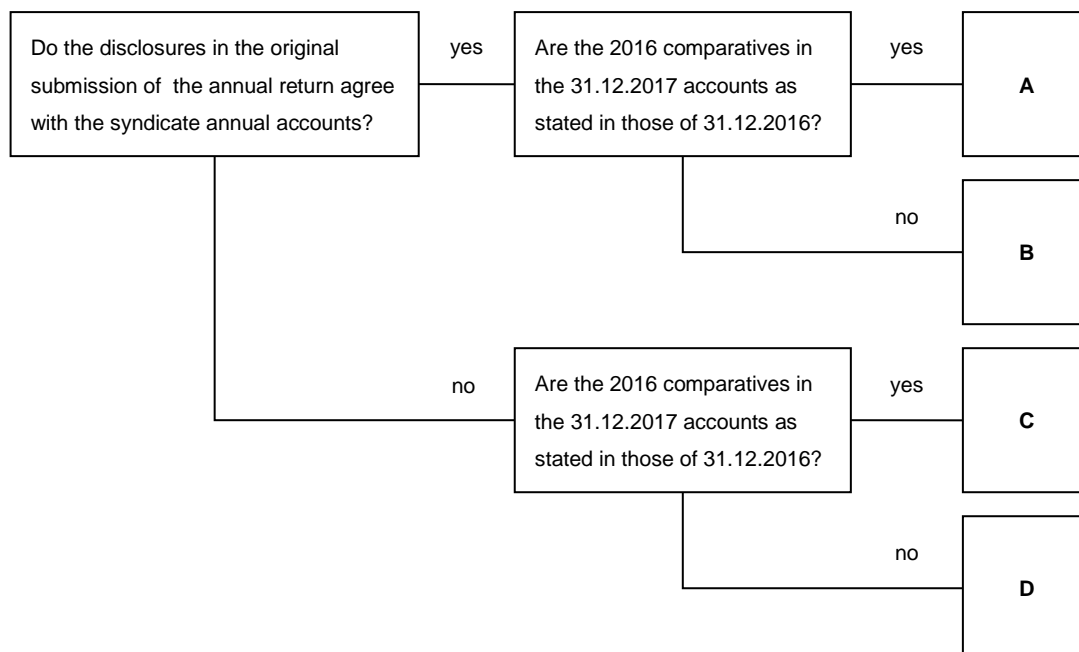 Do the disclosures in the original
submission of  the annual return agree
with the syndicate annual accounts?
yes
Are the 2016 comparatives in
the 31.12.2017 accounts as
stated in those of 31.12.2016?
yes
A
no
B
no
Are the 2016 comparatives in
the 31.12.2017 accounts as
stated in those of 31.12.2016?
yes
C
no
D